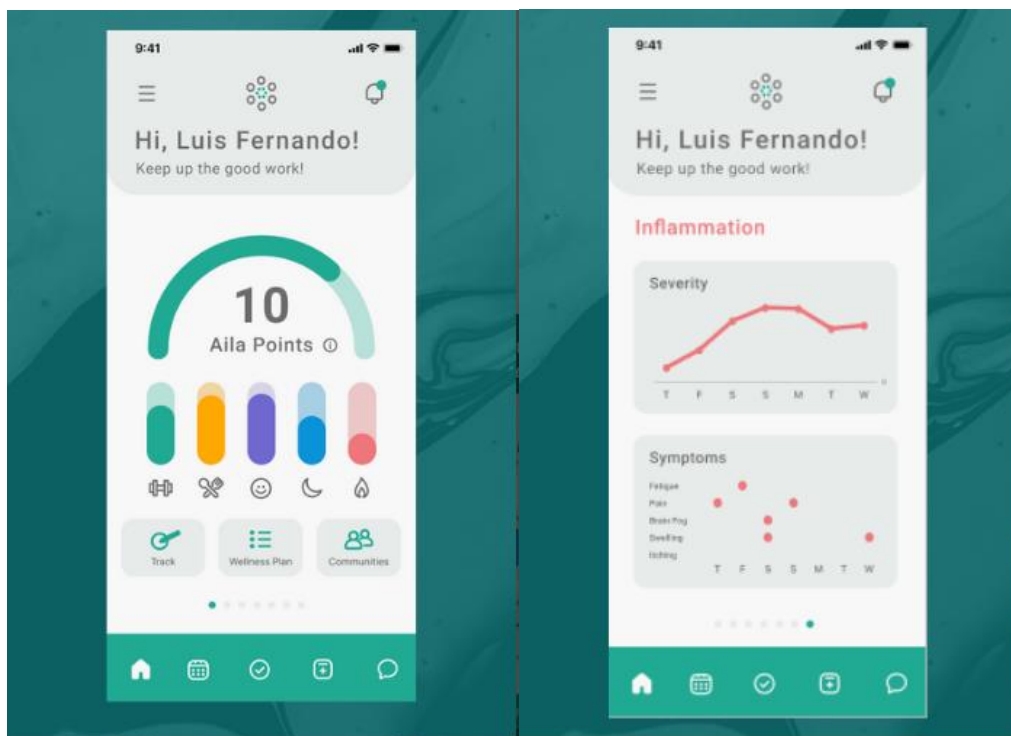 9:41
Hi, Luis Fernando!
Keep up the good work!
10
Aila Points
Track
Wellness Plan
Communities
9:41
Hi, Luis Fernando!
Keep up the good work!
Inflammation
Severity
0
T F S S M T W
Symptoms
Fatigue
Pain
Brain Fog
Swelling
Itching
T F S S M T W